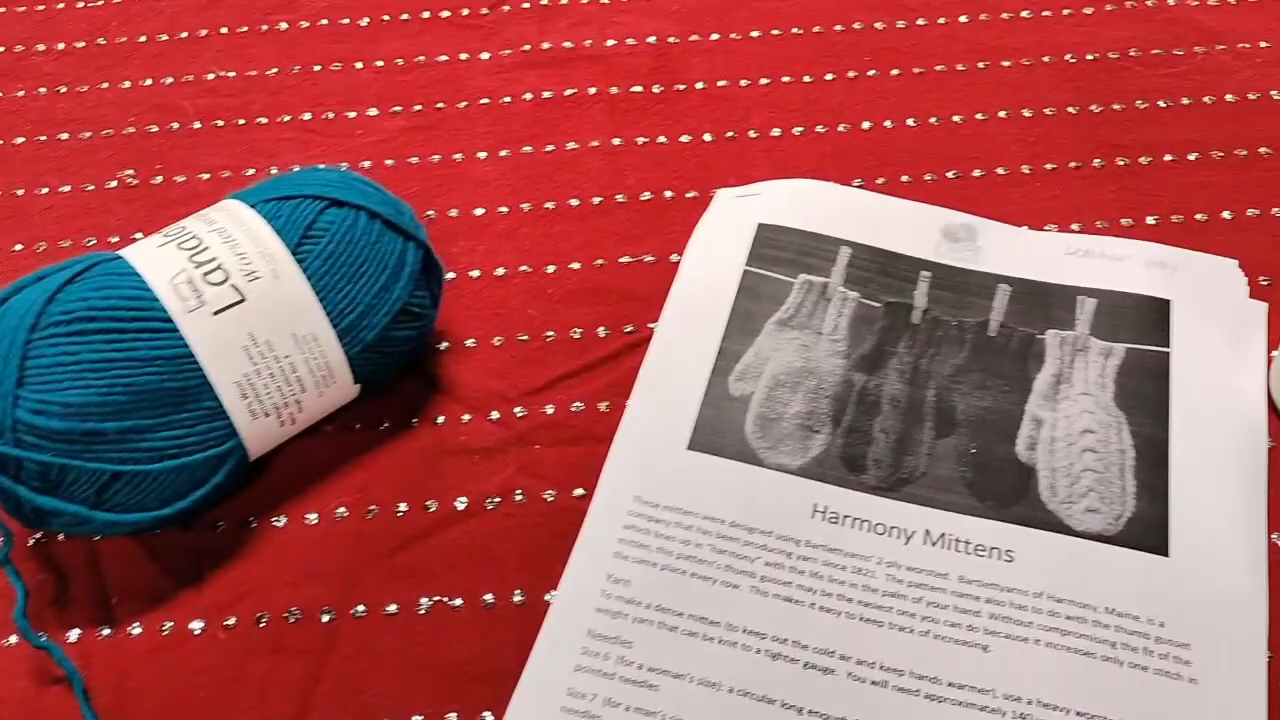 Lanalo
Worsted
100% Wool
Harmony Mittens
These mittens were designed using Bartlettyarns' 2-ply worsted. Bartlettyarns of Harmony, Maine, is a
company that has been producing yarn since 1821. The pattern name also has to do with the thumb gusset
which lines up in "harmony" with the life line in the palm of your hand. Without compromising the fit of the
mitten, this pattern's thumb gusset may be the easiest one you can do because it increases only one stitch in
the same place every row. This makes it easy to keep track of increasing.
Yarn
To make a dense mitten (to keep out the cold air and keep hands warmer), use a heavy wors
weight yarn that can be knit to a tighter gauge. You will need approximately 140
Needles
Size 6 (for a woman's size): a circular long enough
pointed needles
Size 7 (for a man's si
needles